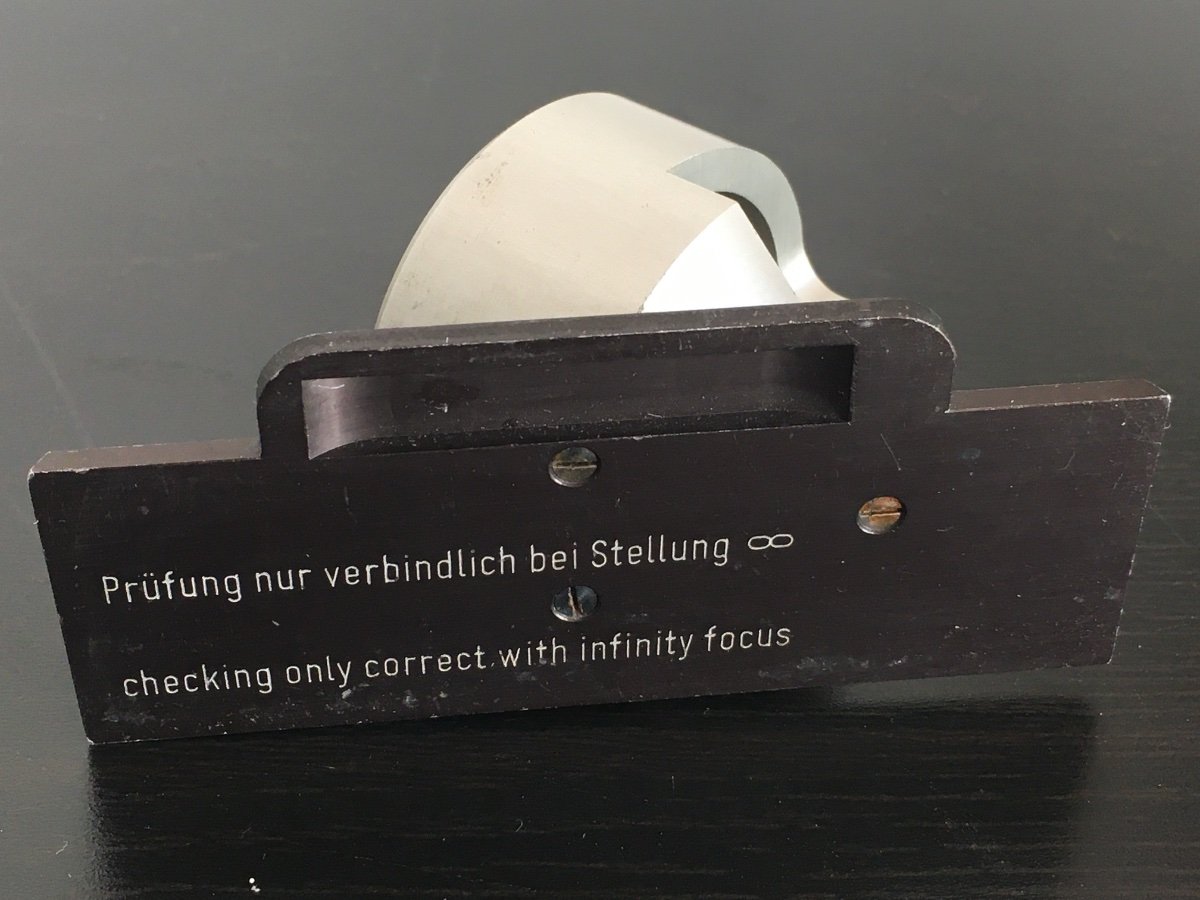 Prüfung nur verbindlich bei Stellung ∞
checking only correct with infinity focus